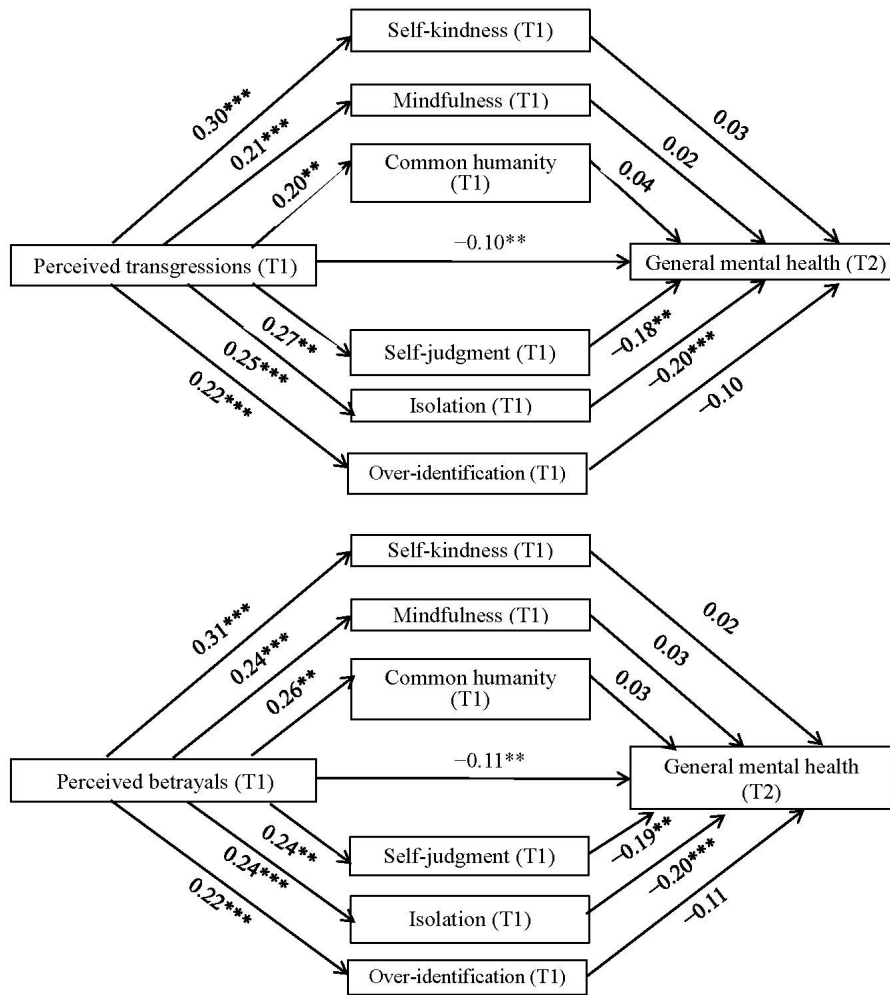 Self-kindness (T1)
0.30***
0.03
Mindfulness (T1)
0.21***
0.02
Common humanity
(T1)
0.20**
0.04
−0.10**
Perceived transgressions (T1)
General mental health (T2)
0.27**
Self-judgment (T1)
−0.18**
0.25***
Isolation (T1)
−0.20***
0.22***
Over-identification (T1)
−0.10
Self-kindness (T1)
0.31***
0.02
Mindfulness (T1)
0.24***
0.03
Common humanity
(T1)
0.26**
0.03
−0.11**
Perceived betrayals (T1)
General mental health
(T2)
0.24**
Self-judgment (T1)
−0.19**
0.24***
Isolation (T1)
−0.20***
0.22***
Over-identification (T1)
−0.11